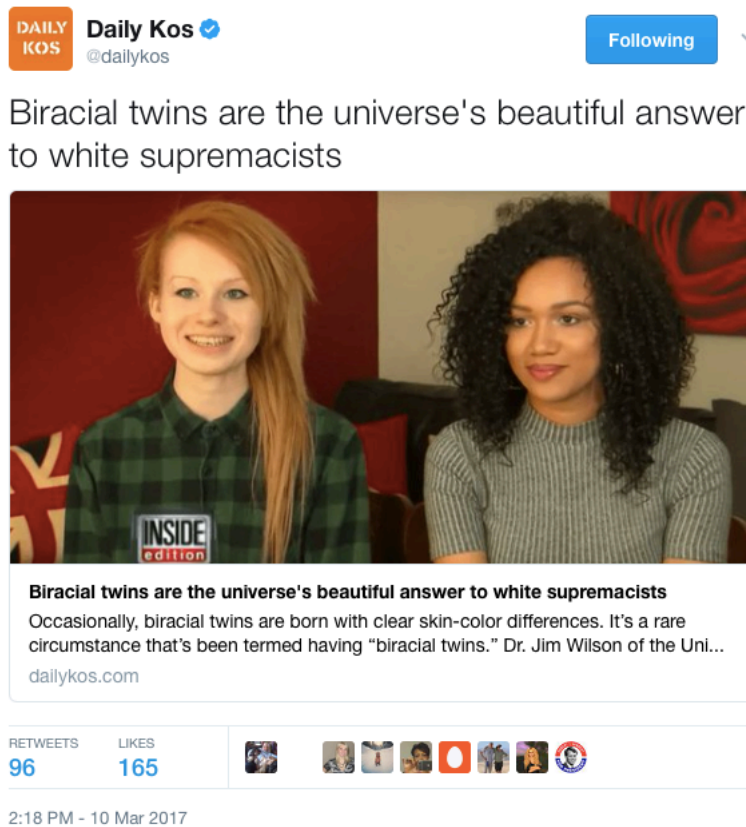 DAILY
KOS
Daily Kos
@dailykos
Following
Biracial twins are the universe's beautiful answer
to white supremacists
INSIDE
edition
Biracial twins are the universe's beautiful answer to white supremacists
Occasionally, biracial twins are born with clear skin-color differences. It's a rare
circumstance that's been termed having “biracial twins.” Dr. Jim Wilson of the Uni...
dailykos.com
RETWEETS LIKES
96 165
2:18 PM - 10 Mar 2017